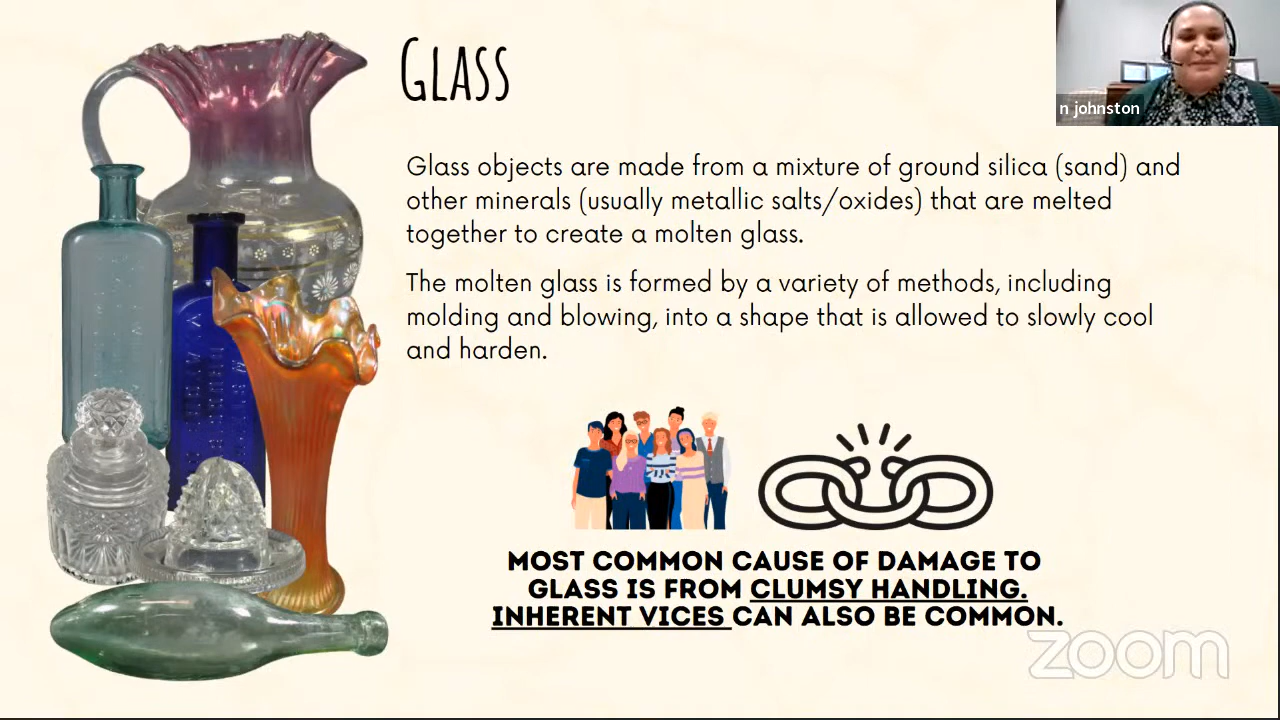 Glass
n johnston
Glass objects are made from a mixture of ground silica (sand) and
other minerals (usually metallic salts/oxides) that are melted
together to create a molten glass.
The molten glass is formed by a variety of methods, including
molding and blowing, into a shape that is allowed to slowly cool
and harden.
MOST COMMON CAUSE OF DAMAGE TO
GLASS IS FROM CLUMSY HANDLING.
INHERENT VICES CAN ALSO BE COMMON.
zoom